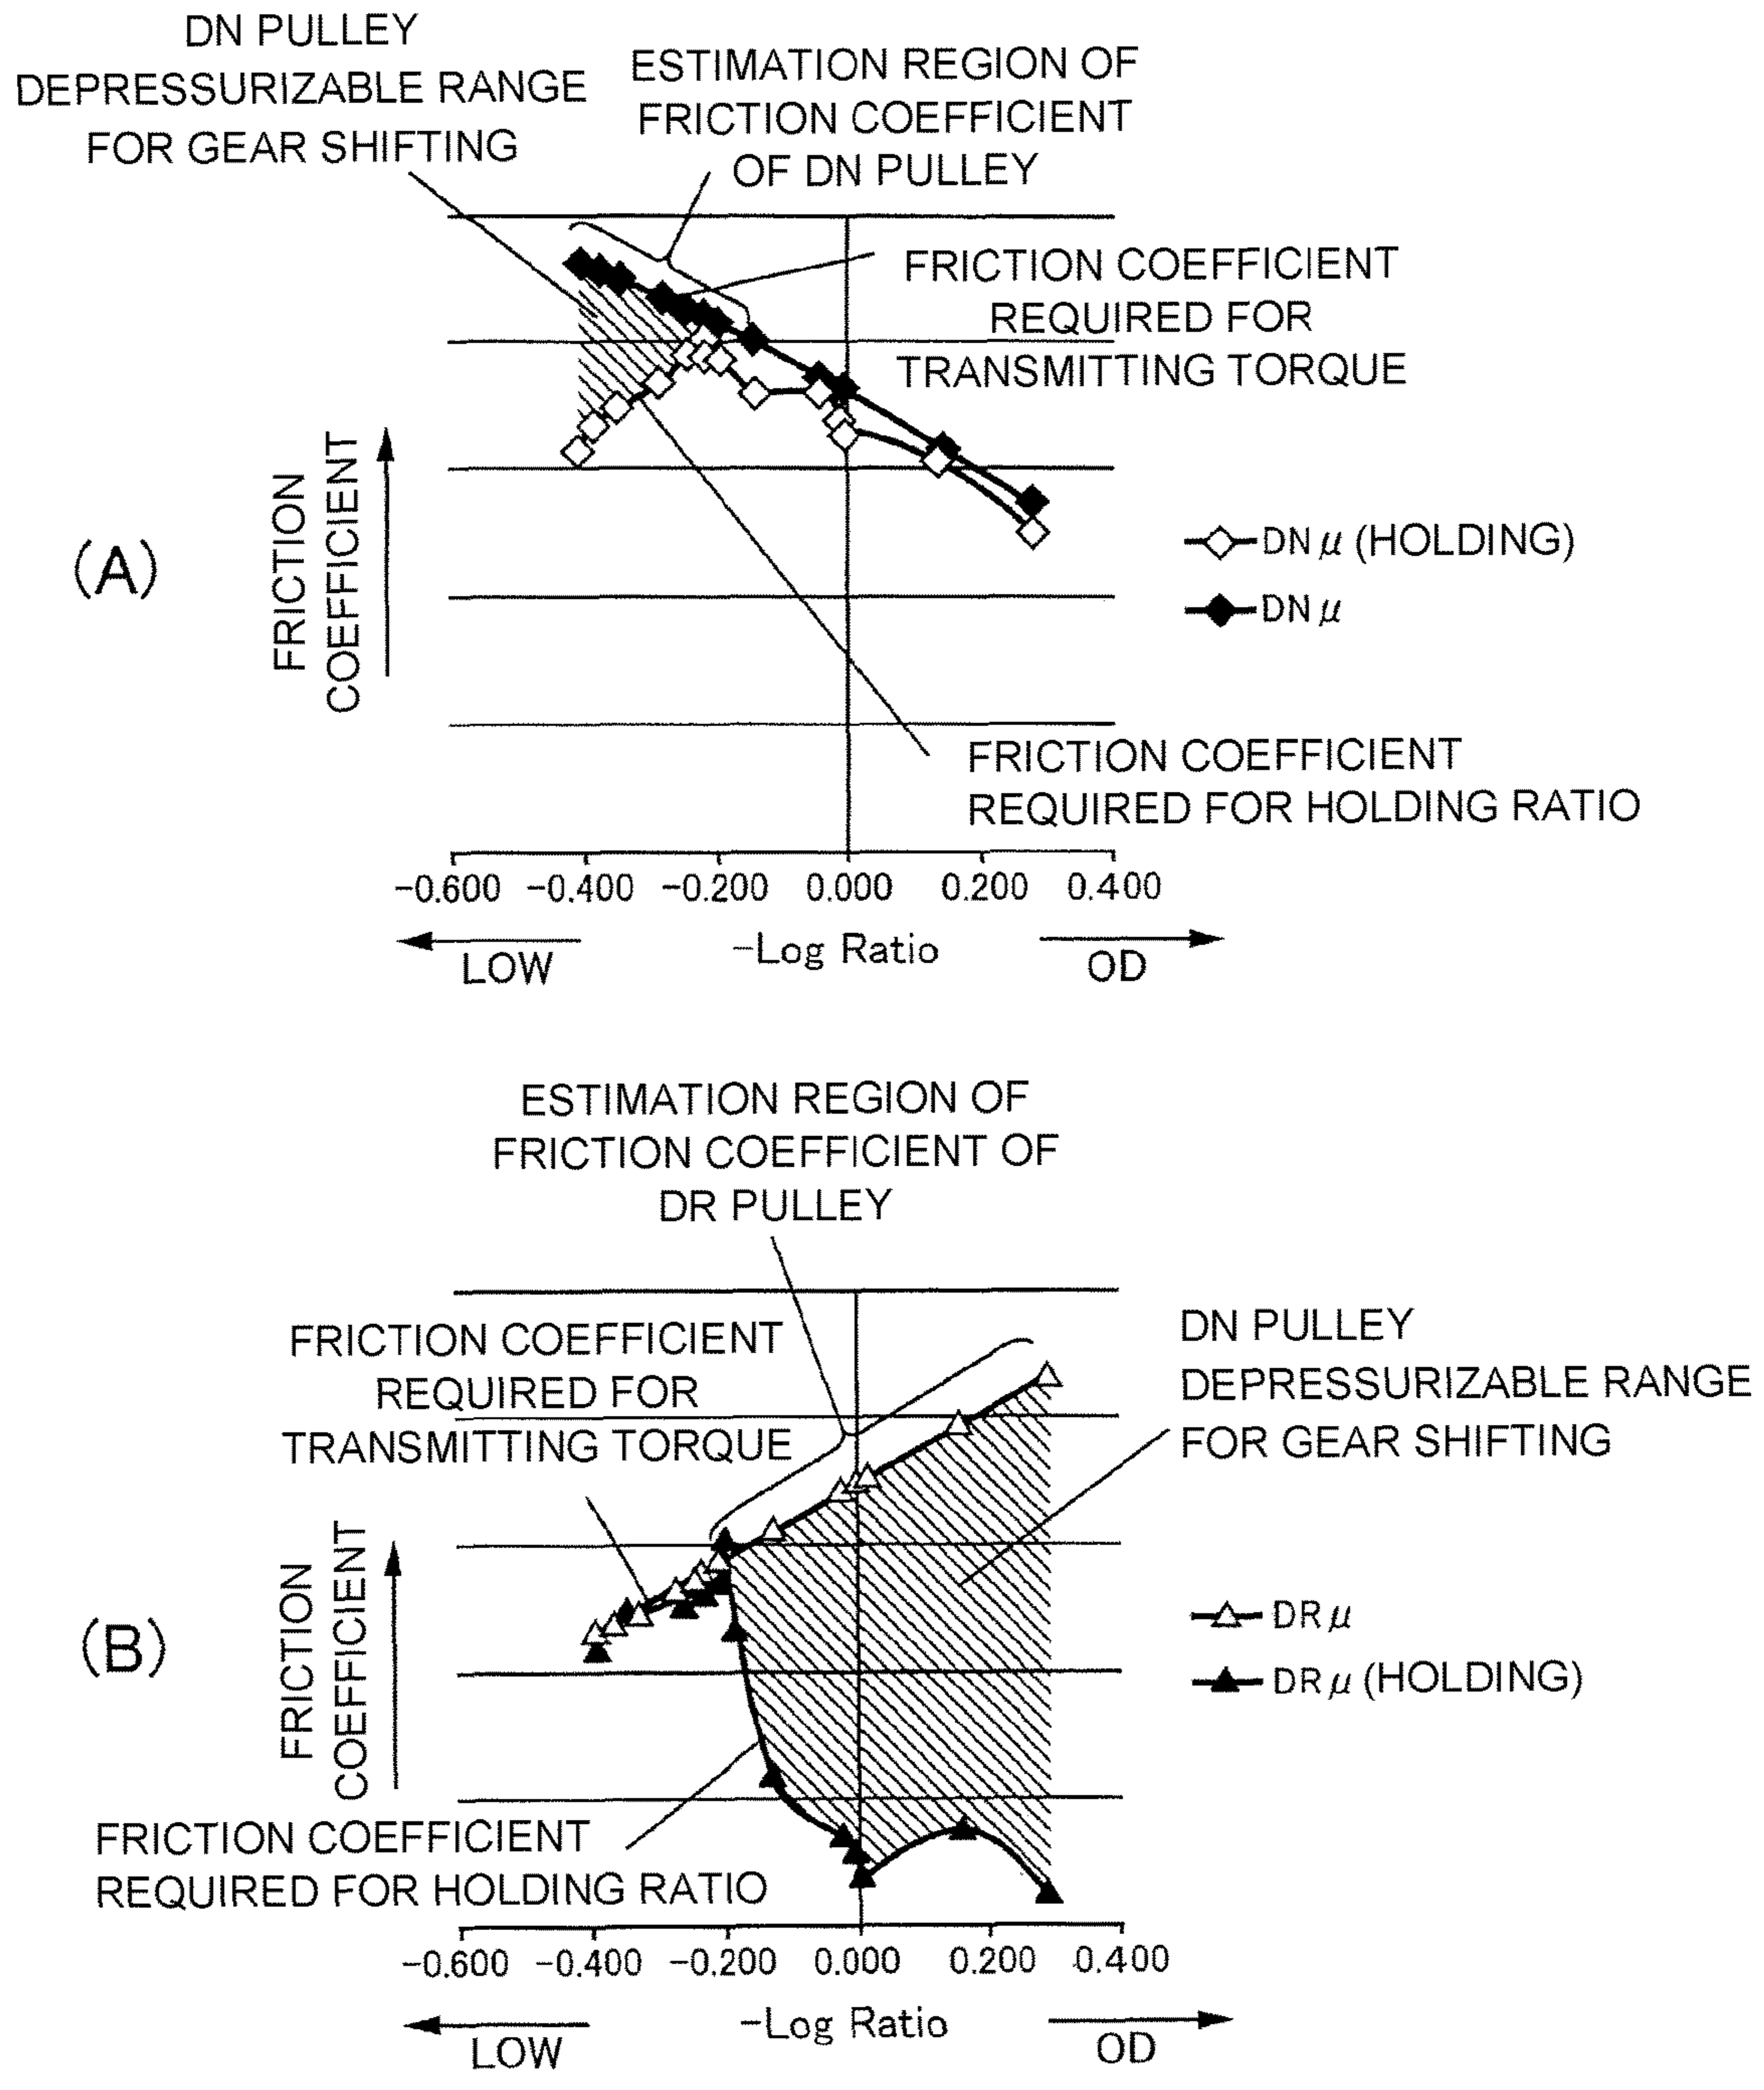 DN PULLEY
DEPRESSURIZABLE RANGE
FOR GEAR SHIFTING
ESTIMATION REGION OF
FRICTION COEFFICIENT
OF DN PULLEY
FRICTION COEFFICIENT
REQUIRED FOR
TRANSMITTING TORQUE
(A)
FRICTION
COEFFICIENT
DN μ (HOLDING)
DN μ
FRICTION COEFFICIENT
REQUIRED FOR HOLDING RATIO
−0.600 −0.400 −0.200 0.000 0.200 0.400
−Log Ratio
LOW
OD
ESTIMATION REGION OF
FRICTION COEFFICIENT OF
DR PULLEY
FRICTION COEFFICIENT
REQUIRED FOR
TRANSMITTING TORQUE
DN PULLEY
DEPRESSURIZABLE RANGE
FOR GEAR SHIFTING
(B)
FRICTION
COEFFICIENT
DR μ
DR μ (HOLDING)
FRICTION COEFFICIENT
REQUIRED FOR HOLDING RATIO
−0.600 −0.400 −0.200 0.000 0.200 0.400
−Log Ratio
LOW
OD